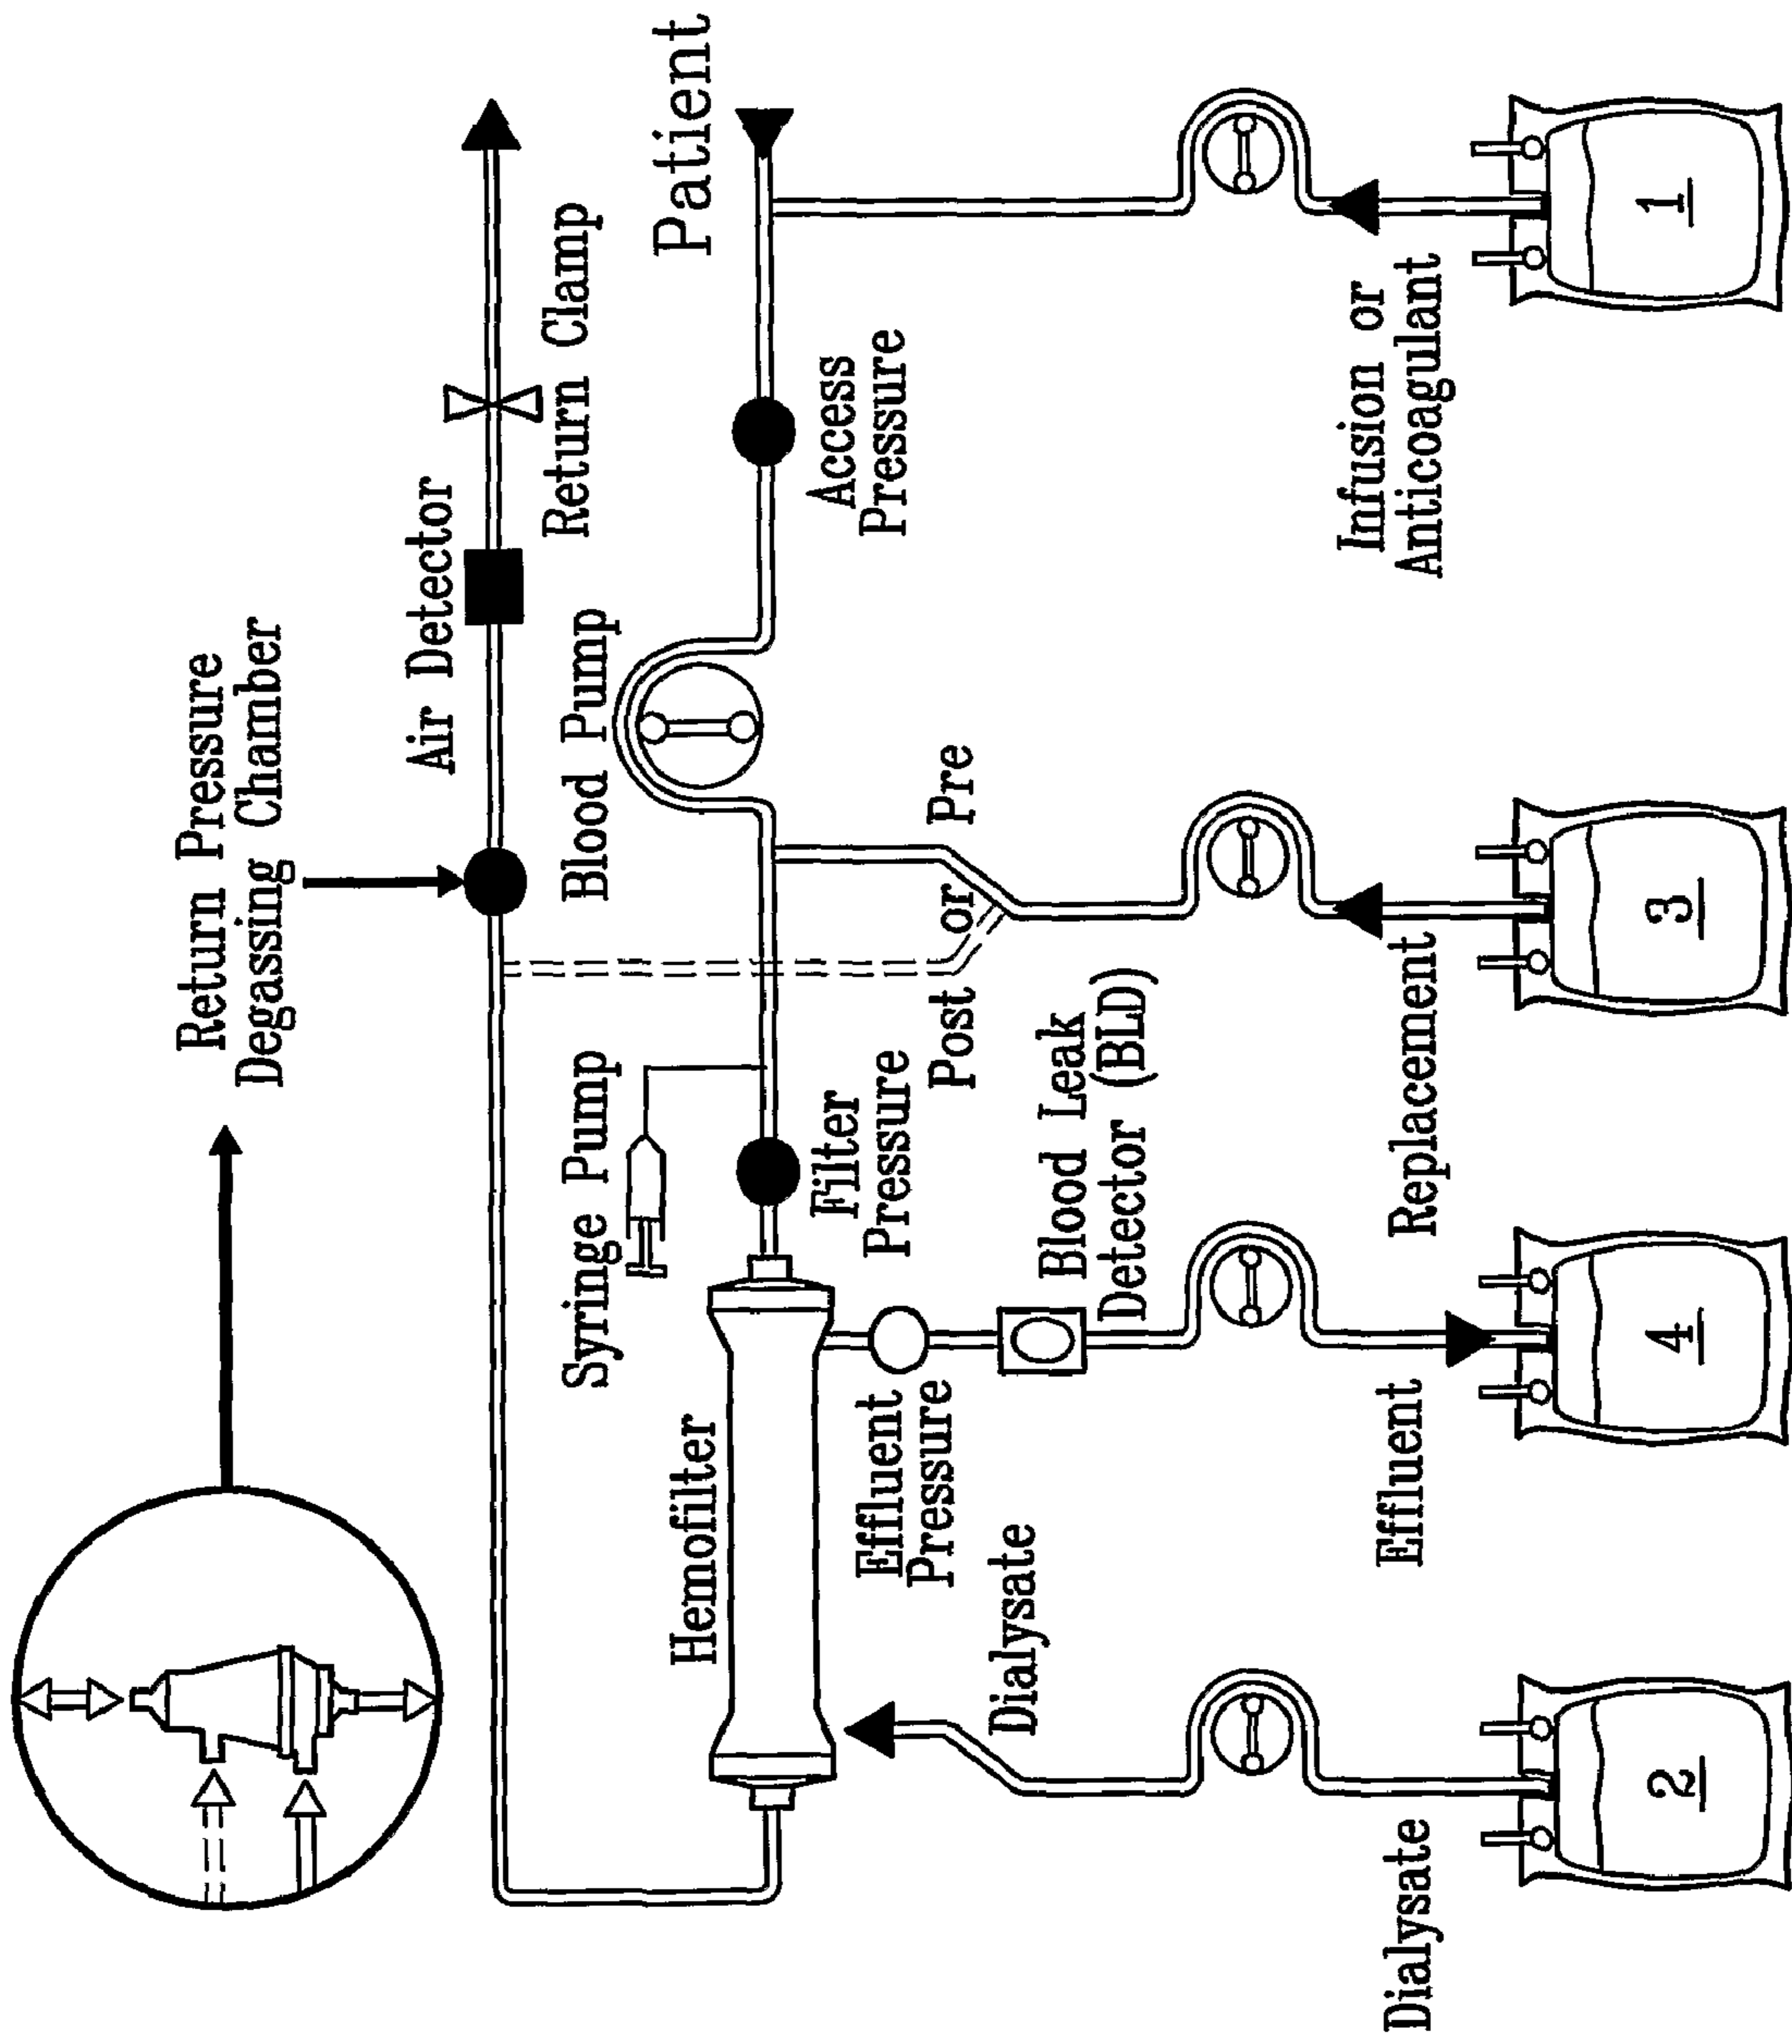 Return Pressure
Degassing Chamber
Air Detector
Return Clamp
Syringe Pump
Blood Pump
Patient
Hemofilter
Filter
Pressure
Access
Pressure
Effluent
Pressure
Post or Pre
Dialysate
Blood Leak
Detector (BLD)
Infusion or
Anticoagulant
Dialysate
Effluent
Replacement
2
4
3
1